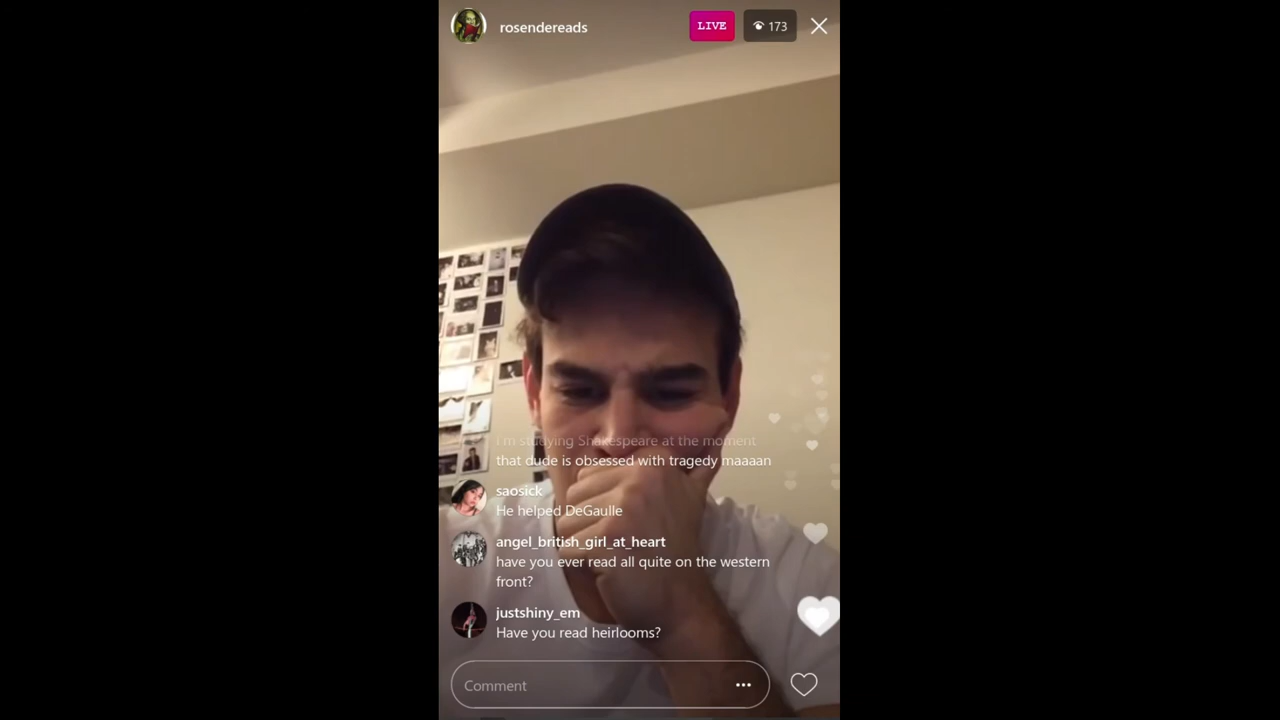 rosendereads
LIVE
173
I'm studying Shakespeare at the moment
that dude is obsessed with tragedy maaaan
saosick
He helped DeGaulle
angel_british_girl_at_heart
have you ever read all quite on the western
front?
justshiny_em
Have you read heirlooms?
Comment